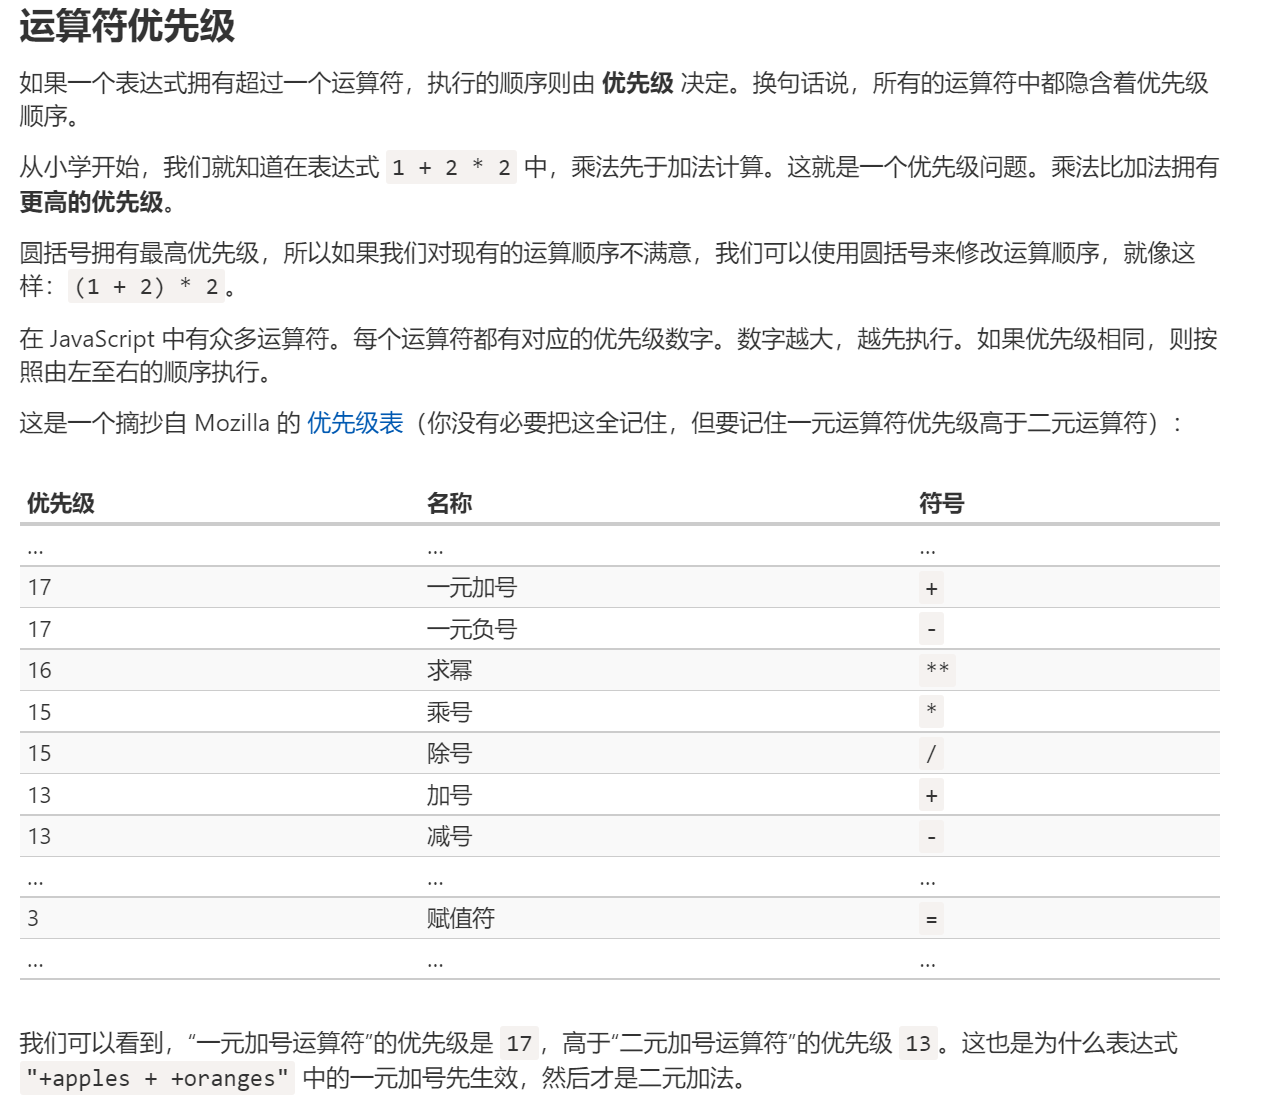 运算符优先级
如果一个表达式拥有超过一个运算符，执行的顺序则由 优先级 决定。换句话说，所有的运算符中都隐含着优先级
顺序。
从小学开始，我们就知道在表达式 1 + 2 * 2 中，乘法先于加法计算。这就是一个优先级问题。乘法比加法拥有
更高的优先级。
圆括号拥有最高优先级，所以如果我们对现有的运算顺序不满意，我们可以使用圆括号来修改运算顺序，就像这
样： (1 + 2) * 2 。
在 JavaScript 中有众多运算符。每个运算符都有对应的优先级数字。数字越大，越先执行。如果优先级相同，则按
照由左至右的顺序执行。
这是一个摘抄自 Mozilla 的 优先级表（你没有必要把这全记住，但要记住一元运算符优先级高于二元运算符）：
优先级 名称 符号
… … …
17 一元加号 +
17 一元负号 -
16 求幂 **
15 乘号 *
15 除号 /
13 加号 +
13 减号 -
… … …
3 赋值符 =
… … …
我们可以看到，“一元加号运算符”的优先级是 17 ，高于“二元加号运算符”的优先级 13 。这也是为什么表达式
"+apples + +oranges" 中的一元加号先生效，然后才是二元加法。